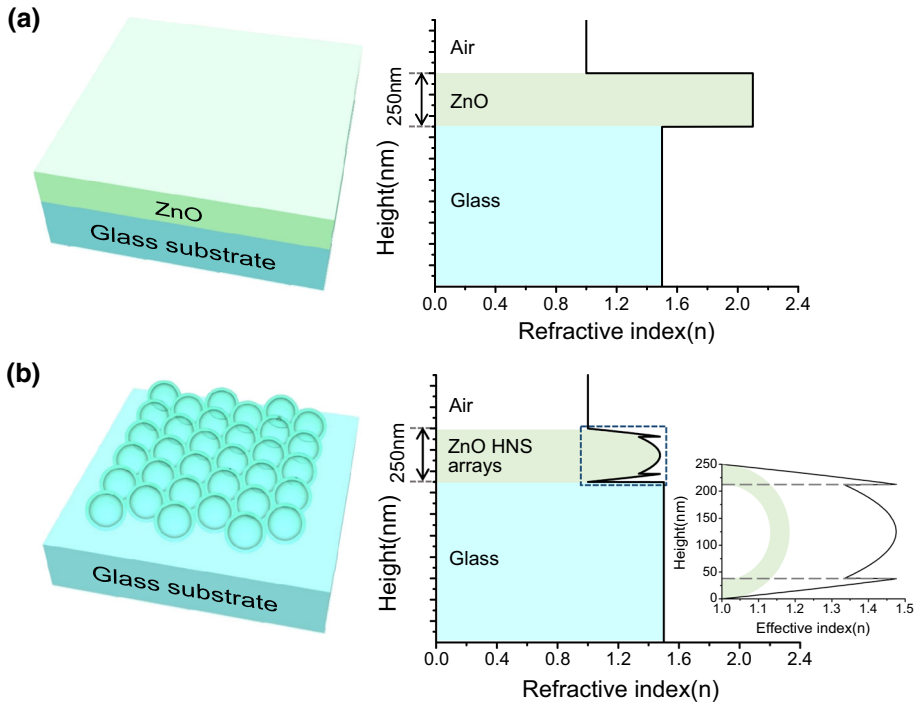 (a)
ZnO
Glass substrate
Height(nm)
250nm
Air
ZnO
Glass
0.0 0.4 0.8 1.2 1.6 2.0 2.4
Refractive index(n)
(b)
Glass substrate
Height(nm)
250nm
Air
ZnO HNS
arrays
Glass
0.0 0.4 0.8 1.2 1.6 2.0 2.4
Refractive index(n)
Height(nm)
250
200
150
100
50
0
1.0 1.1 1.2 1.3 1.4 1.5
Effective index(n)